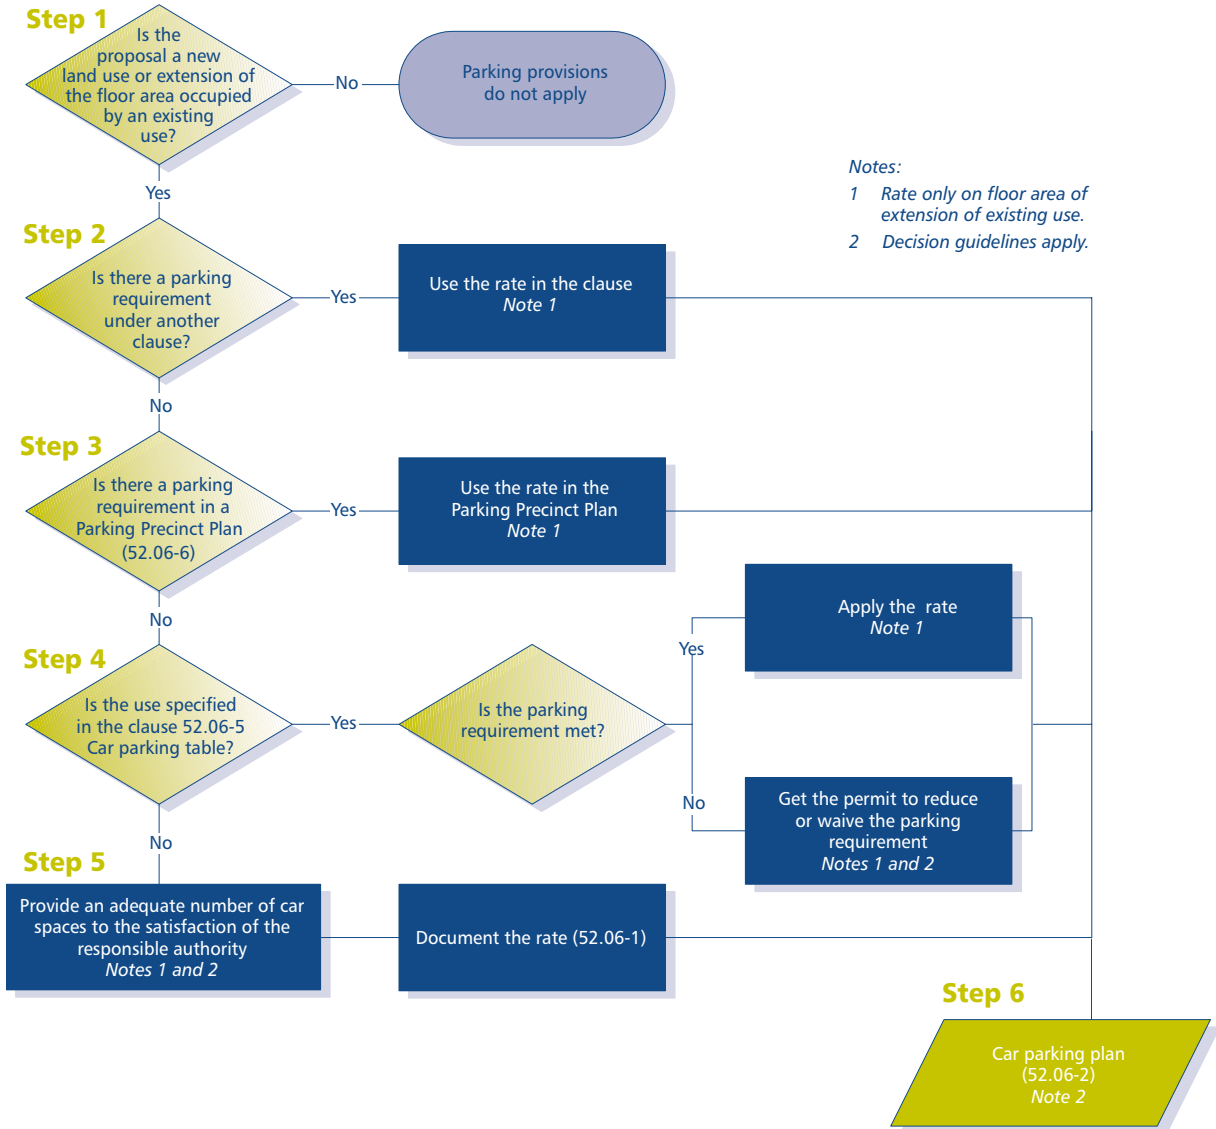 Step 1
Is the
proposal a new
land use or extension of
the floor area occupied
by an existing
use?
No
Parking provisions
do not apply
Yes
Notes:
1 Rate only on floor area of
extension of existing use.
2 Decision guidelines apply.
Step 2
Is there a parking
requirement
under another
clause?
Yes
Use the rate in the clause
Note 1
No
Step 3
Is there a parking
requirement in a
Parking Precinct Plan
(52.06-6)
Yes
Use the rate in the
Parking Precinct Plan
Note 1
No
Step 4
Is the use specified
in the clause 52.06-5
Car parking table?
Yes
Is the parking
requirement met?
Yes
Apply the rate
Note 1
No
Get the permit to reduce
or waive the parking
requirement
Notes 1 and 2
No
Step 5
Provide an adequate number of car
spaces to the satisfaction of the
responsible authority
Notes 1 and 2
Document the rate (52.06-1)
Step 6
Car parking plan
(52.06-2)
Note 2